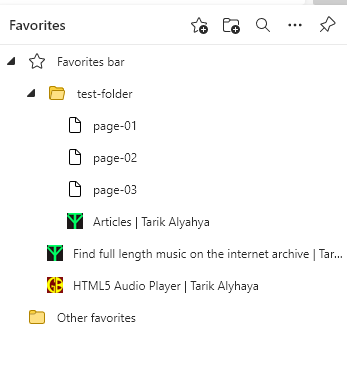 Favorites
Favorites bar
test-folder
page-01
page-02
page-03
Articles | Tarik Alyahya
Find full length music on the internet archive | Tar...
HTML5 Audio Player | Tarik Alyhaya
Other favorites